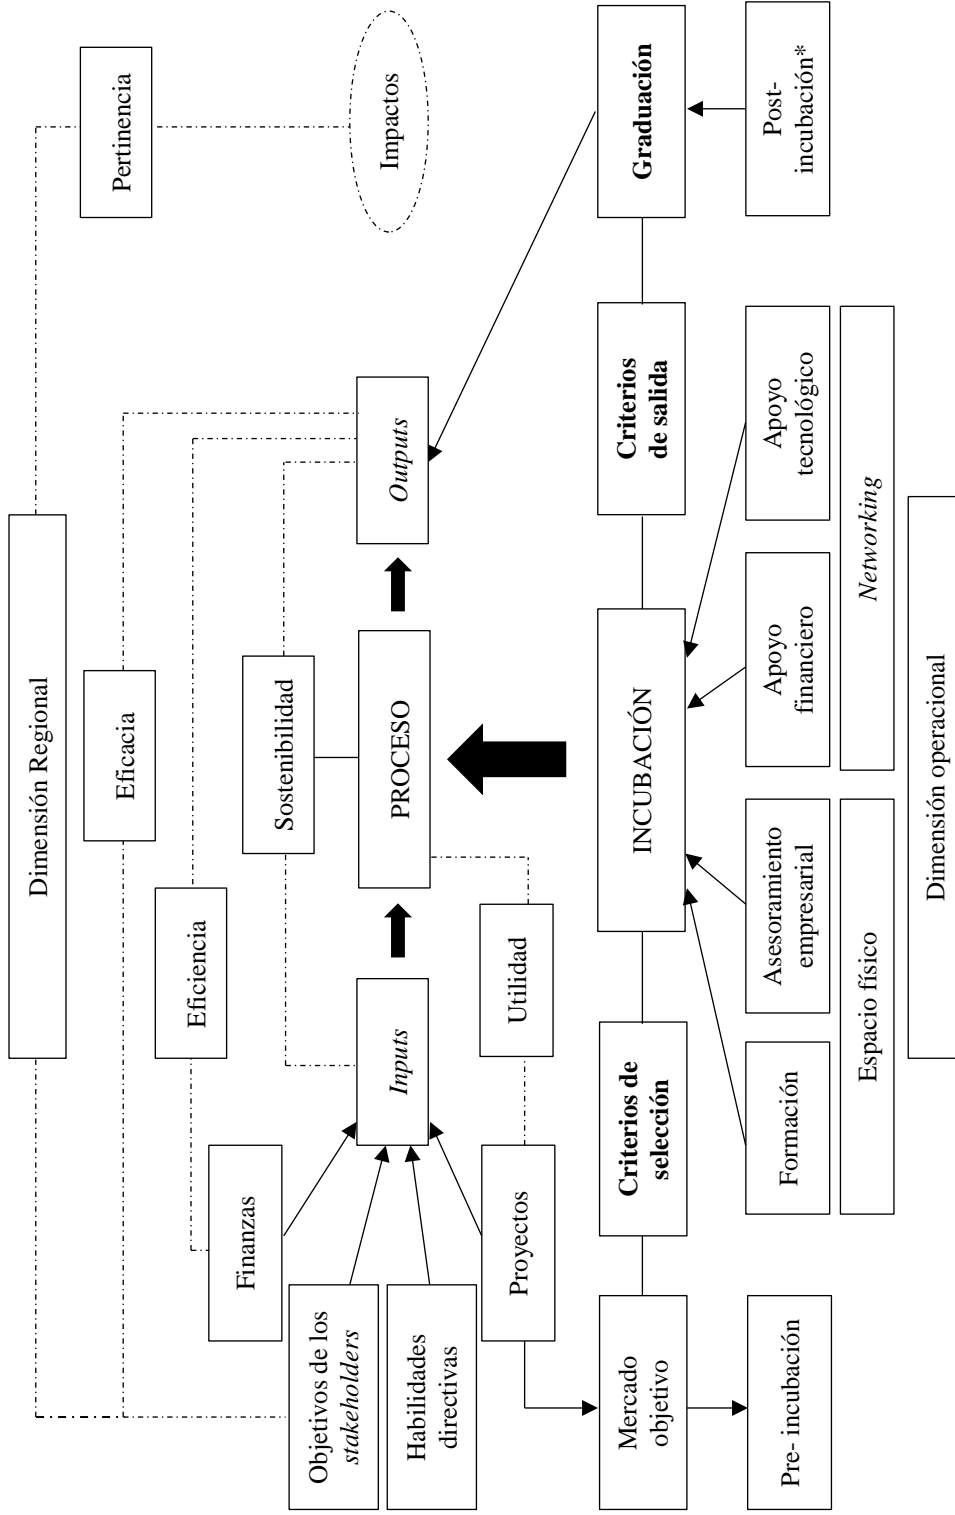 Dimensión Regional
Pertinencia
Eficacia
Eficiencia
Finanzas
Sostenibilidad
Objetivos de los
stakeholders
Inputs
PROCESO
Outputs
Impactos
Habilidades
directivas
Proyectos
Utilidad
Mercado
objetivo
Criterios de
selección
INCUBACIÓN
Criterios
de salida
Graduación
Pre- incubación
Formación
Asesoramiento
empresarial
Apoyo
financiero
Apoyo
tecnológico
Post-
incubación*
Espacio físico
Networking
Dimensión operacional